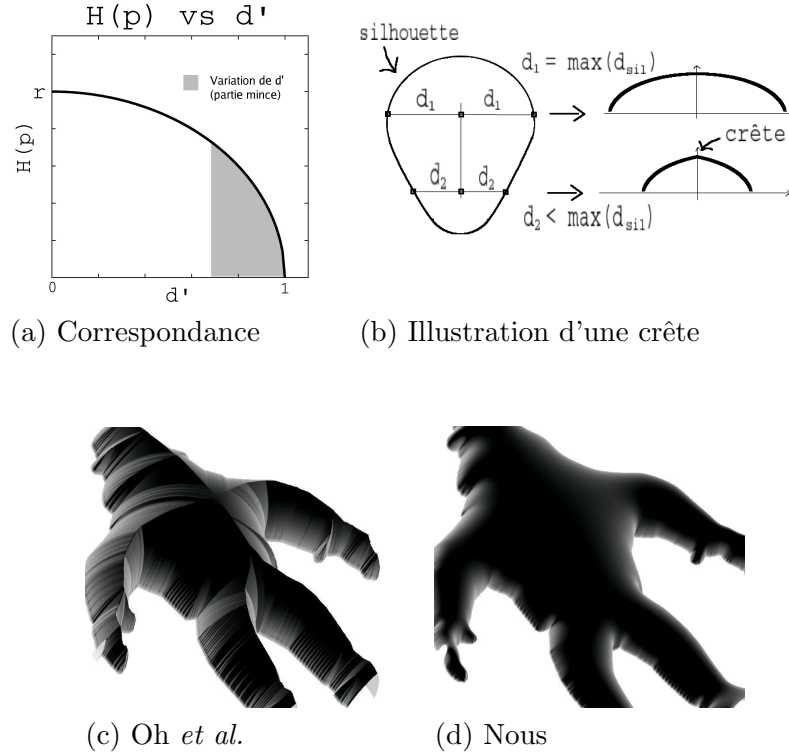 H(p) vs d'
r
H(p)
Variation de d'
(partie mince)
0
1
d'
(a) Correspondance
silhouette
d1 = max(dsil)
d1
d1
crête
d2
d2
d2 < max(dsil)
(b) Illustration d'une crête
(c) Oh et al.
(d) Nous